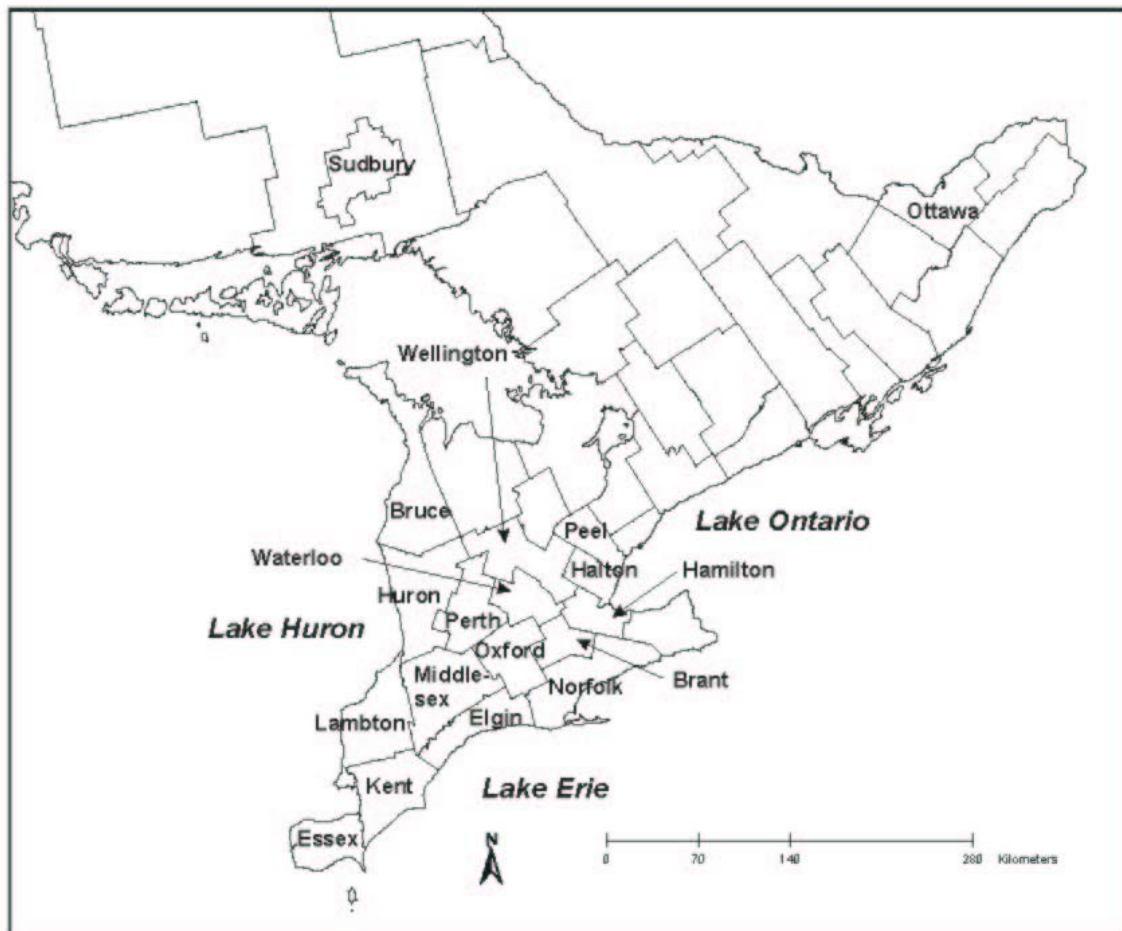 Sudbury
Ottawa
Wellington
Bruce
Lake Ontario
Peel
Waterloo
Halton
Hamilton
Huron
Lake Huron
Perth
Oxford
Middle-
sex
Brant
Norfolk
Lambton
Elgin
Kent
Lake Erie
Essex
N
0 70 140 280 Kilometers